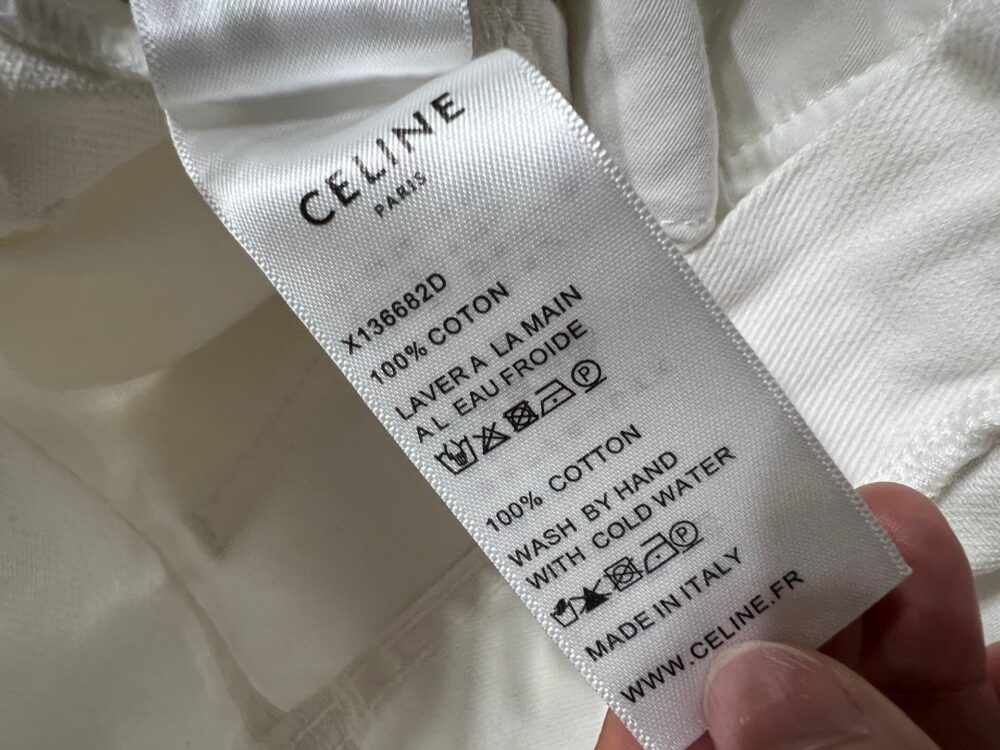 CELINE
PARIS
X136682D
100% COTON
LAVER A LA MAIN
A L EAU FROIDE
P
100% COTTON
WASH BY HAND
WITH COLD WATER
P
MADE IN ITALY
WWW.CELINE.FR